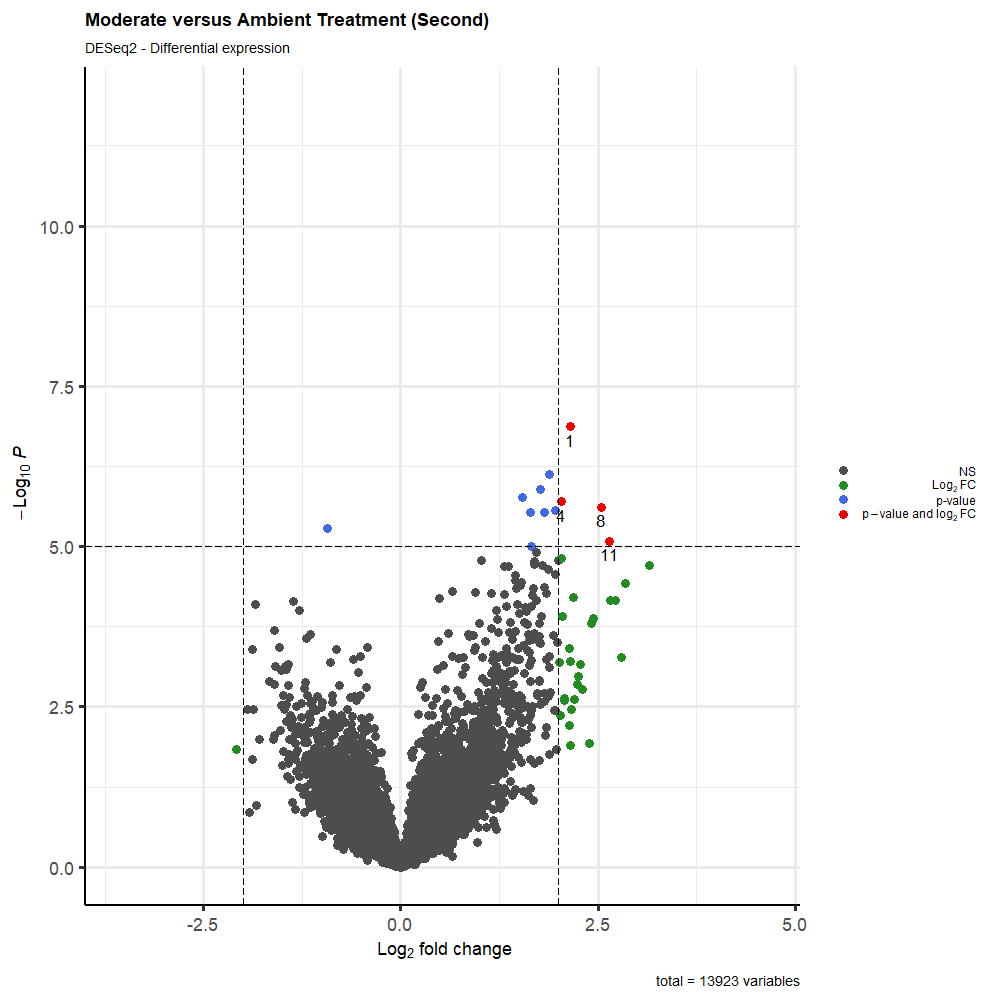 Moderate versus Ambient Treatment (Second)
DESeq2 - Differential expression
−Log10 P
10.0
7.5
5.0
2.5
0.0
1
4
8
11
NS
Log2 FC
p-value
p − value and log2 FC
-2.5
0.0
2.5
5.0
Log2 fold change
total = 13923 variables